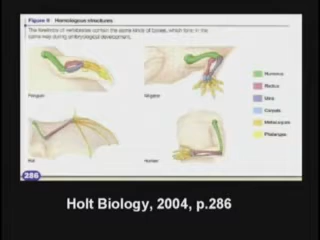 Figure 9 Homologous structures
The forelimbs of vertebrates contain the same kinds of bones, which form in the
same way during embryological development.
Penguin
Alligator
Bat
Human
Humerus
Radius
Ulna
Carpals
Metacarpals
Phalanges
286
Holt Biology, 2004, p.286